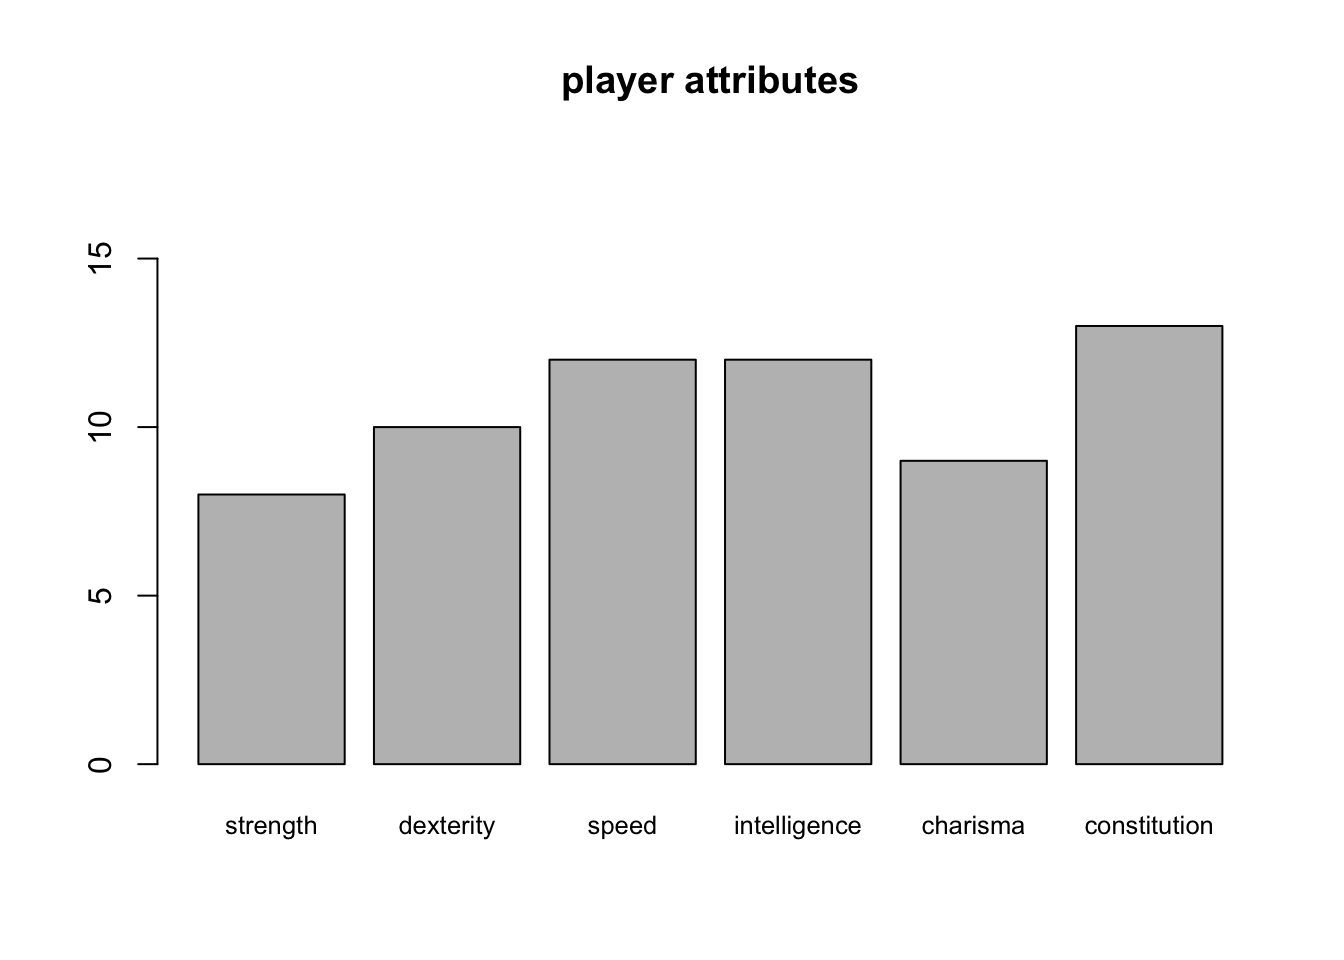 player attributes
15
10
5
0
strength dexterity speed intelligence charisma constitution